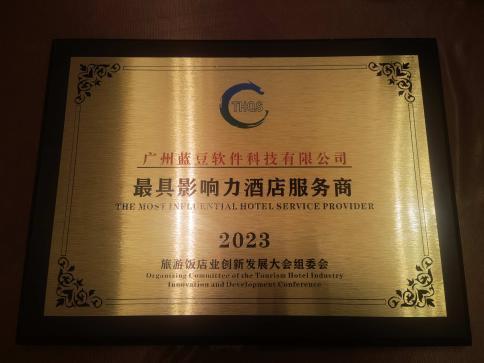 THQS
广州蓝豆软件科技有限公司
最具影响力酒店服务商
THE MOST INFLUENTIAL HOTEL SERVICE PROVIDER
2023
旅游饭店业创新发展大会组委会
Organizing Committee of the Tourism Hotel Industry
Innovation and Development Conference